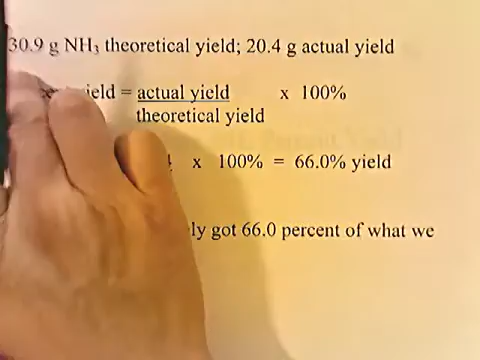 30.9 g NH₃ theoretical yield; 20.4 g actual yield
ield = actual yield x 100%
theoretical yield
x 100% = 66.0% yield
ly got 66.0 percent of what we